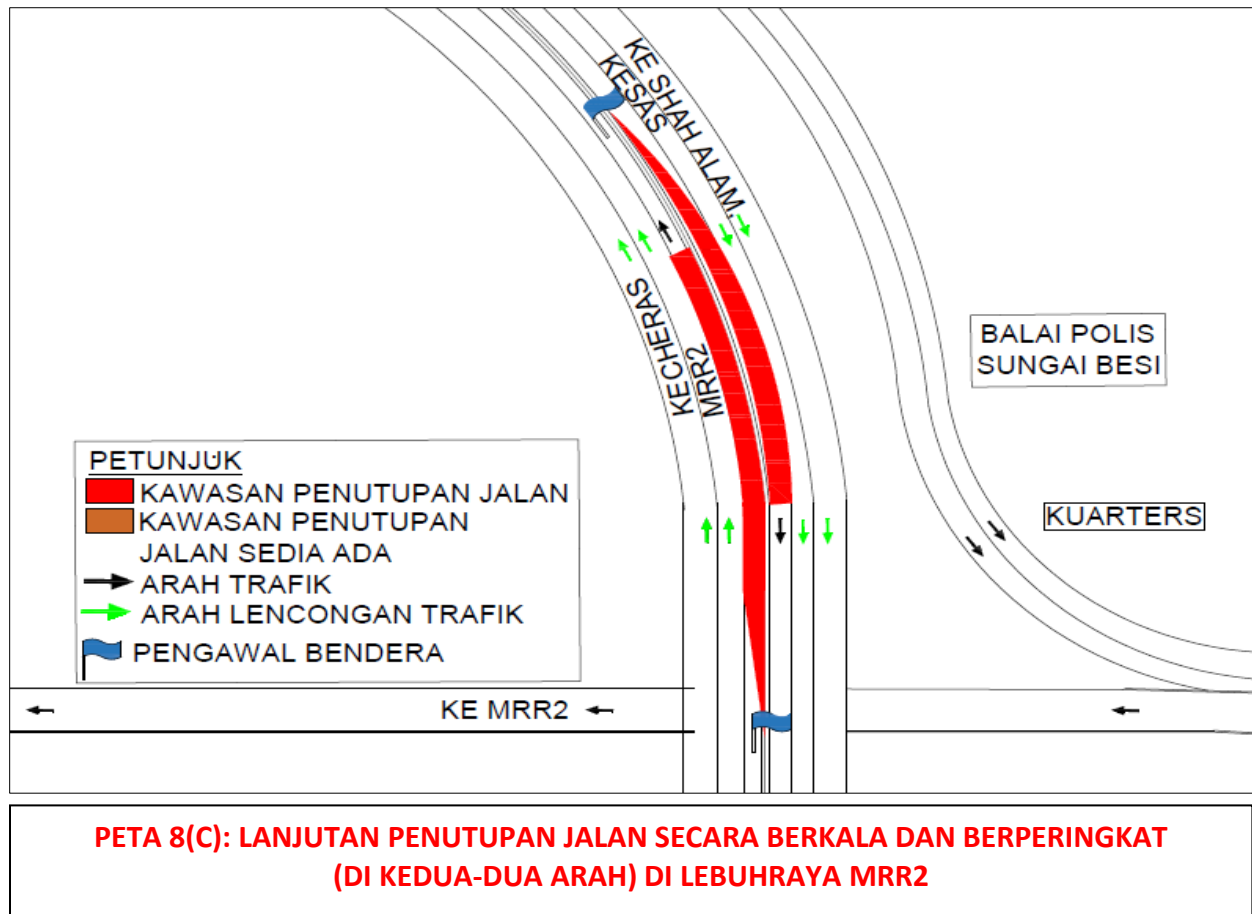 KE SHAH ALAM,
KESAS
KECHERAS
MRR2
BALAI POLIS
SUNGAI BESI
KUARTERS
PETUNJUK
KAWASAN PENUTUPAN JALAN
KAWASAN PENUTUPAN
JALAN SEDIA ADA
ARAH TRAFIK
ARAH LENCONGAN TRAFIK
PENGAWAL BENDERA
KE MRR2
PETA 8(C): LANJUTAN PENUTUPAN JALAN SECARA BERKALA DAN BERPERINGKAT
(DI KEDUA-DUA ARAH) DI LEBUHRAYA MRR2